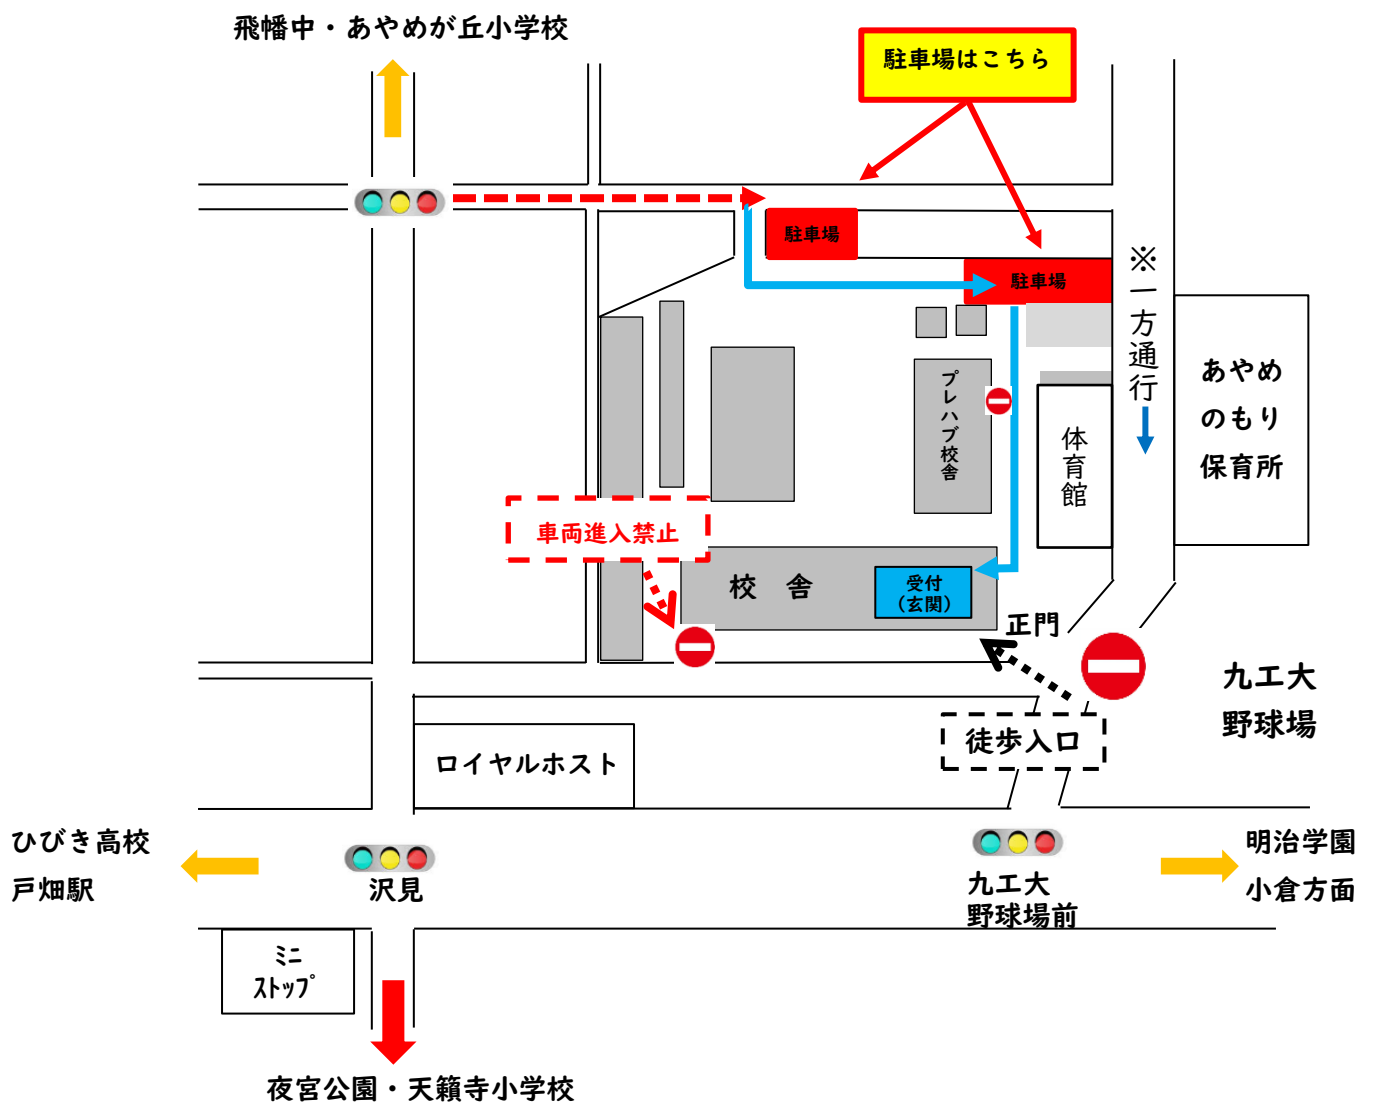 飛幡中・あやめが丘小学校
駐車場はこちら
駐車場
駐車場
※一方通行
あやめ
のもり
保育所
プレハブ校舎
体育館
車両進入禁止
校 舎
受付
（玄関）
正門
九工大
野球場
徒歩入口
ロイヤルホスト
ひびき高校
戸畑駅
沢見
九工大
野球場前
明治学園
小倉方面
ミニ
ストップ
夜宮公園・天籟寺小学校